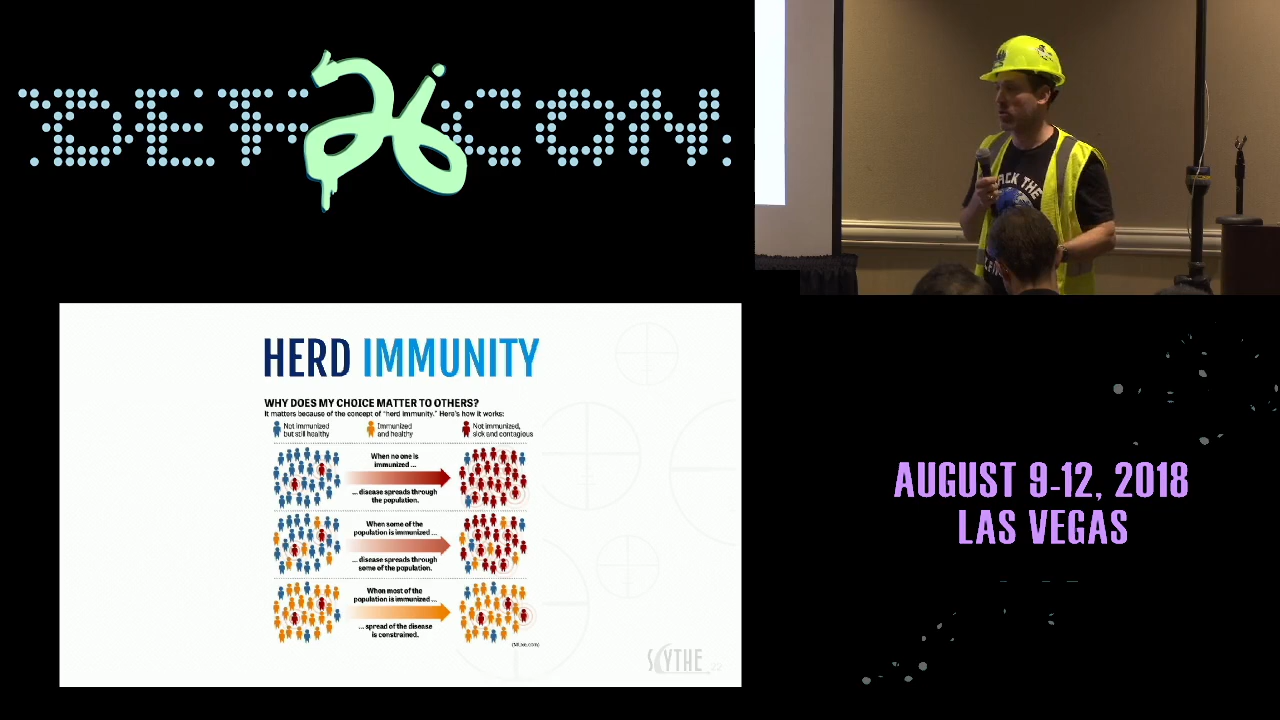 DEF CON
26
HERD IMMUNITY
WHY DOES MY CHOICE MATTER TO OTHERS?
It matters because of the concept of "herd immunity." Here's how it works:
Not immunized
but still healthy
Immunized
and healthy
Not immunized,
sick and contagious
When no one is
immunized ...
... disease spreads through
the population.
When some of the
population is immunized ...
... disease spreads through
some of the population.
When most of the
population is immunized ...
... spread of the disease
is constrained.
SCYTHE
ACK THE
AUGUST 9-12, 2018
LAS VEGAS